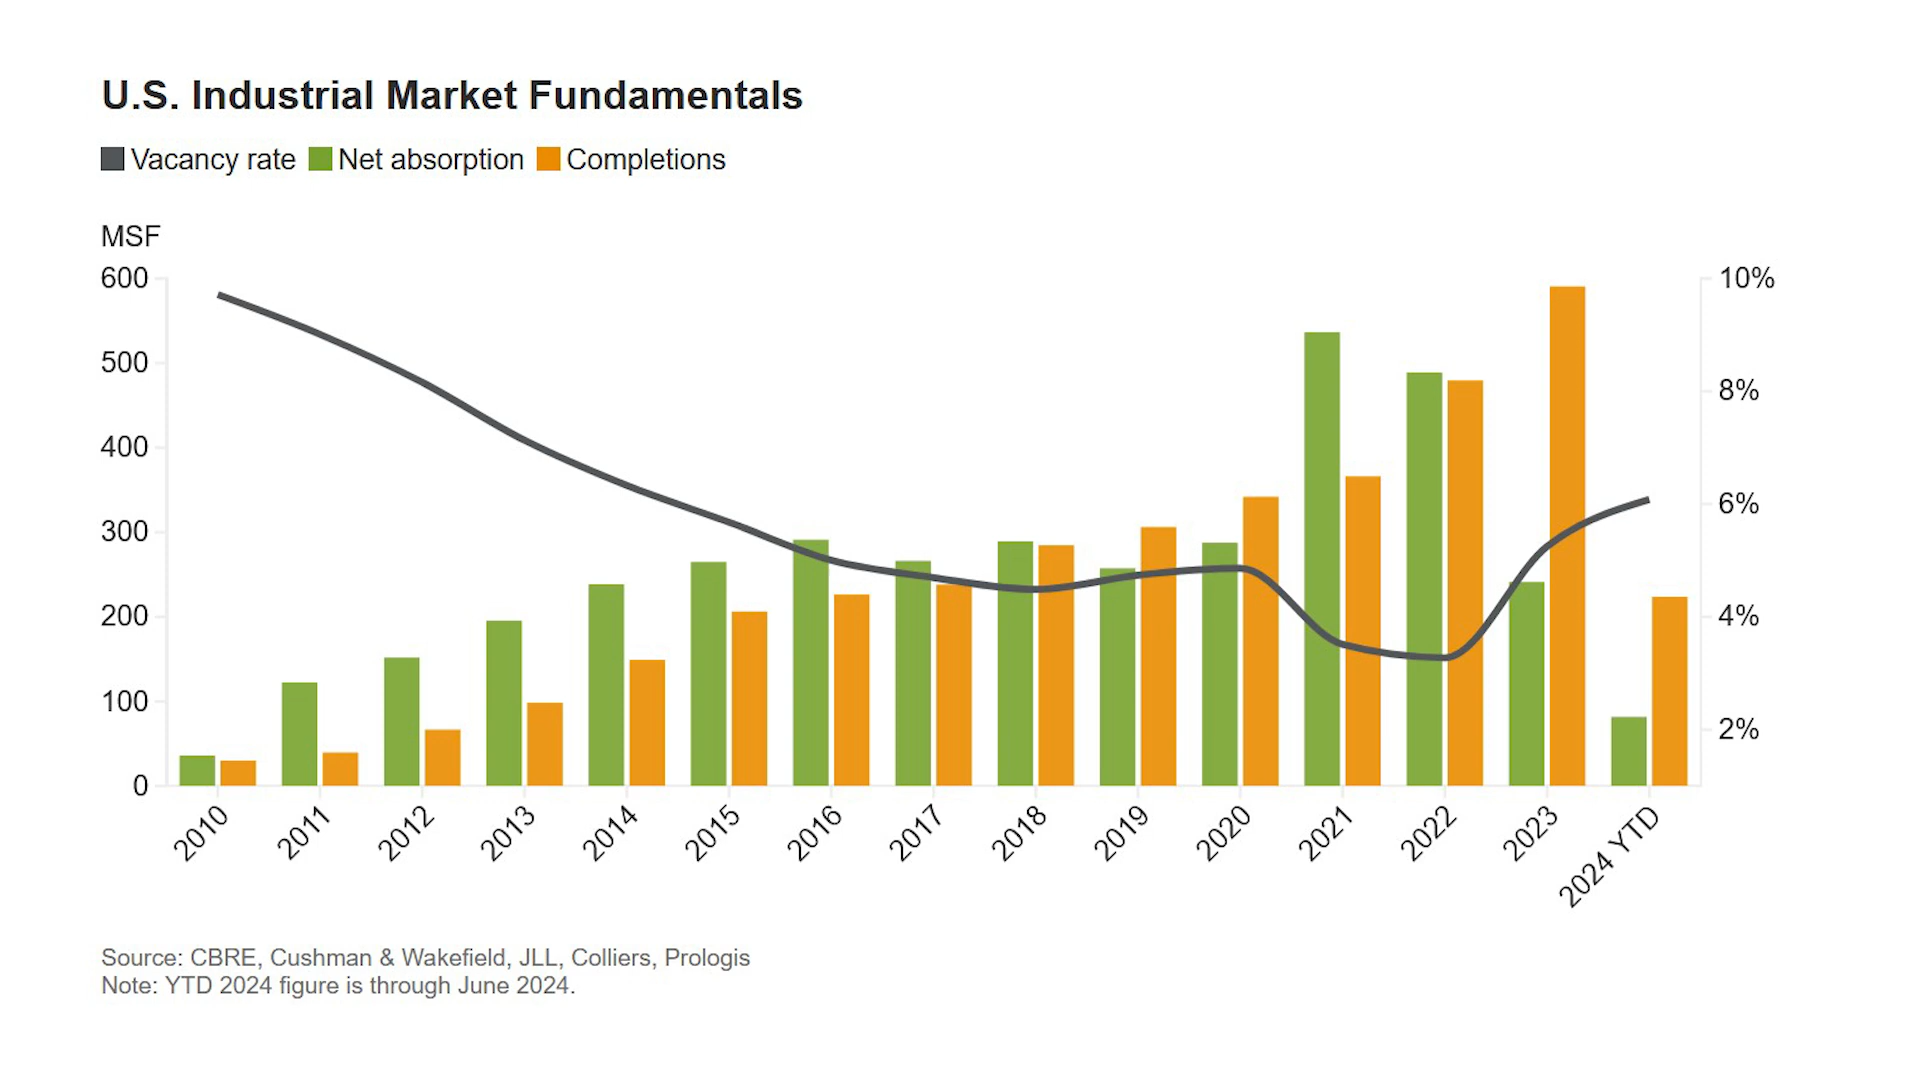 U.S. Industrial Market Fundamentals
Vacancy rate Net absorption Completions
MSF
600 10%
500
8%
400
6%
300
200 4%
100
2%
0
2010 2011 2012 2013 2014 2015 2016 2017 2018 2019 2020 2021 2022 2023 2024 YTD
Source: CBRE, Cushman & Wakefield, JLL, Colliers, Prologis
Note: YTD 2024 figure is through June 2024.